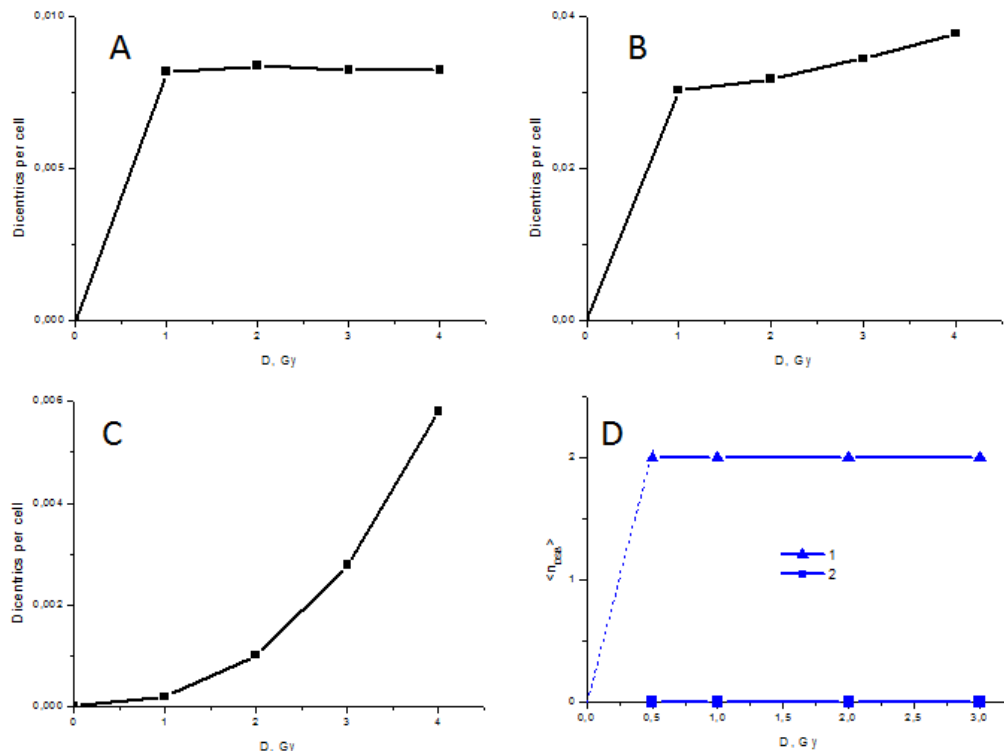 A
0,010
0,005
0,000
Dicentrics per cell
0 1 2 3 4
D, Gy
B
0,04
0,02
0,00
Dicentrics per cell
0 1 2 3 4
D, Gy
C
0,006
0,004
0,002
0,000
Dicentrics per cell
0 1 2 3 4
D, Gy
D
2
1
0
<n_DSB>
1
2
0,0 0,5 1,0 1,5 2,0 2,5 3,0
D, Gy